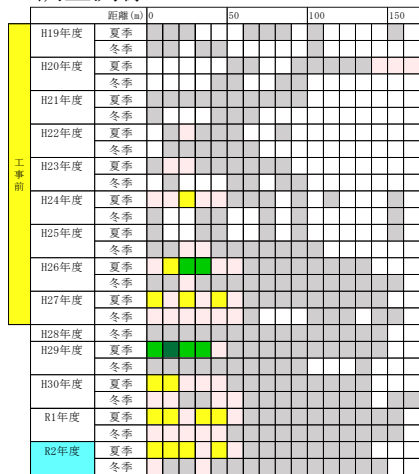 距離(m) 0 50 100 150
H19年度 夏季
冬季
H20年度 夏季
冬季
H21年度 夏季
冬季
H22年度 夏季
冬季
H23年度 夏季
冬季
工事前
H24年度 夏季
冬季
H25年度 夏季
冬季
H26年度 夏季
冬季
H27年度 夏季
冬季
H28年度 冬季
H29年度 夏季
冬季
H30年度 夏季
冬季
R1年度 夏季
冬季
R2年度 夏季
冬季